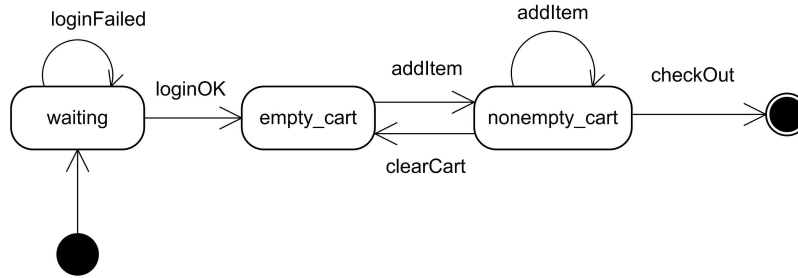 loginFailed
addItem
waiting
loginOK
empty_cart
addItem
clearCart
nonempty_cart
checkOut